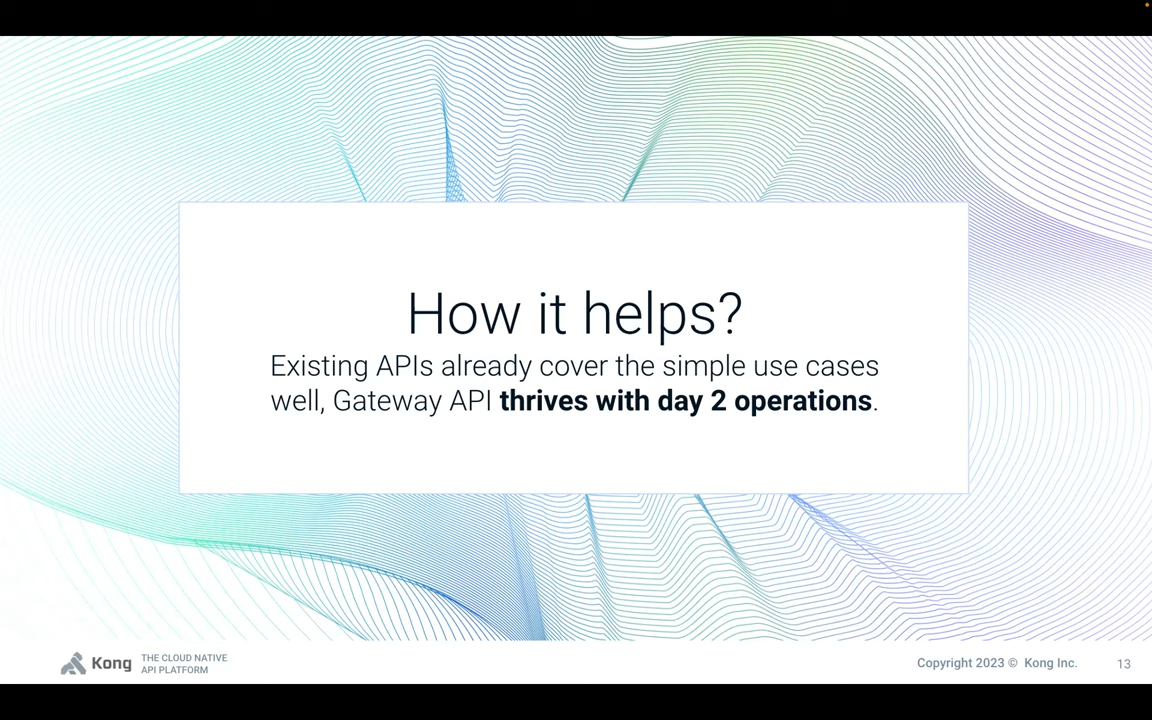 How it helps?
Existing APIs already cover the simple use cases
well, Gateway API thrives with day 2 operations.
Kong
THE CLOUD NATIVE
API PLATFORM
Copyright 2023 © Kong Inc.
13